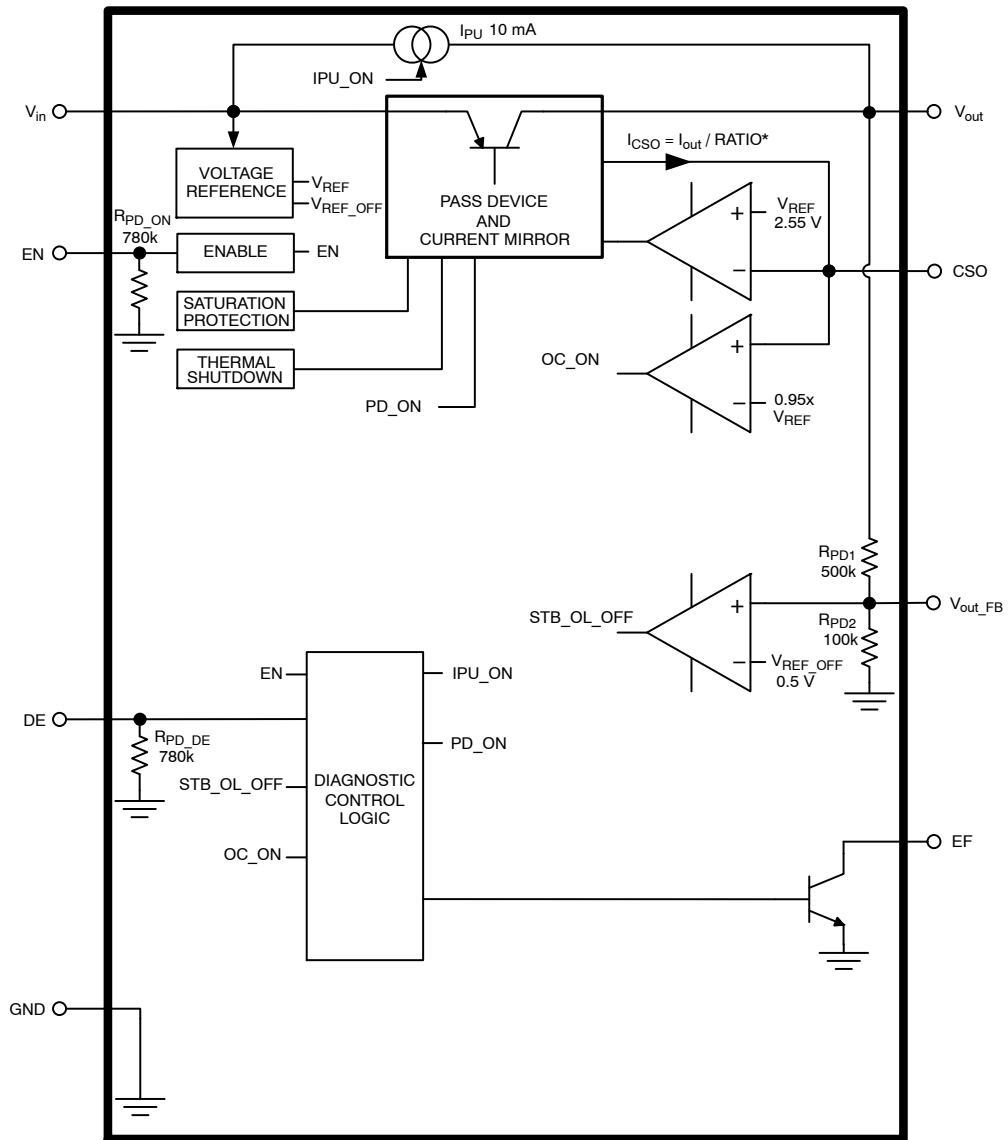 I_PU 10 mA
IPU_ON
V_in
V_out
VOLTAGE
REFERENCE
V_REF
V_REF_OFF
PASS DEVICE
AND
CURRENT MIRROR
I_CSO = I_out / RATIO*
+
V_REF
2.55 V
−
R_PD_ON
780k
EN
ENABLE
EN
CSO
SATURATION
PROTECTION
THERMAL
SHUTDOWN
PD_ON
OC_ON
+
−
0.95x
V_REF
R_PD1
500k
V_out_FB
R_PD2
100k
STB_OL_OFF
+
−
V_REF_OFF
0.5 V
EN
IPU_ON
DE
R_PD_DE
780k
PD_ON
STB_OL_OFF
DIAGNOSTIC
CONTROL
LOGIC
OC_ON
EF
GND